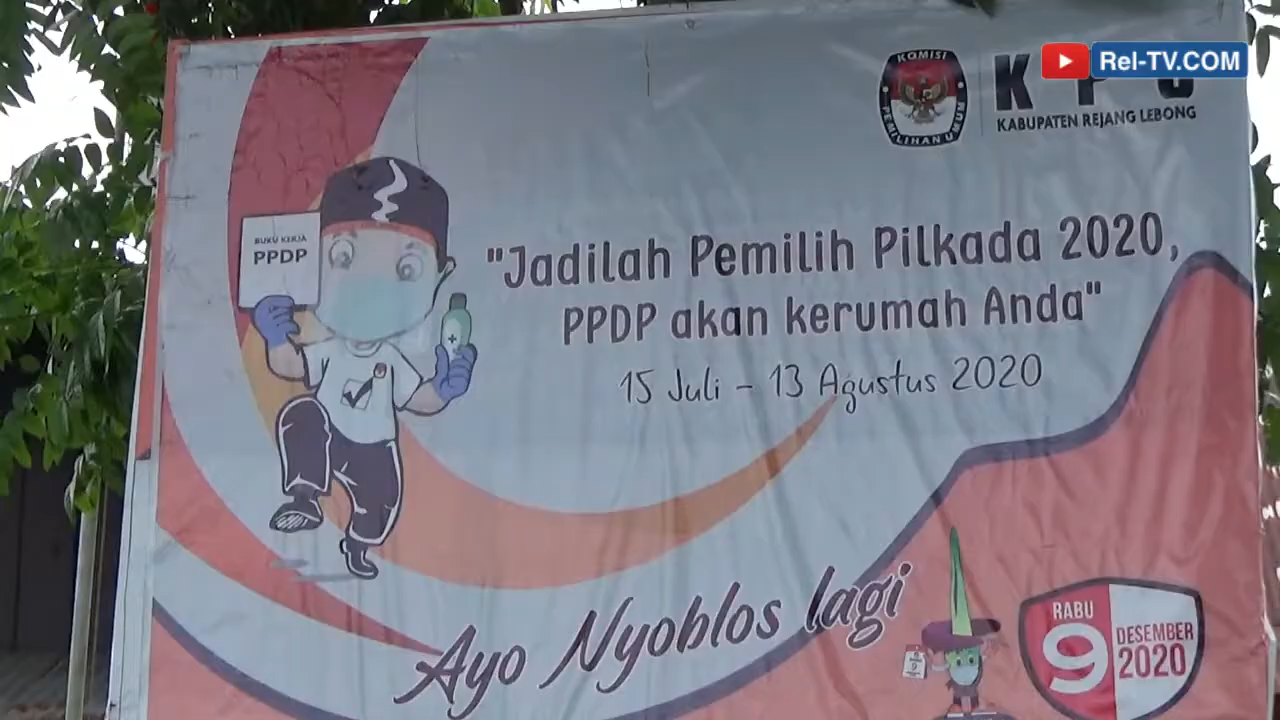 Rel-TV.COM
KOMISI
PEMILIHAN UMUM
KPU
KABUPATEN REJANG LEBONG
BUKU KERJA
PPDP
"Jadilah Pemilih Pilkada 2020,
PPDP akan kerumah Anda"
15 Juli - 13 Agustus 2020
Ayo Nyoblos lagi
RABU
9
DESEMBER
2020